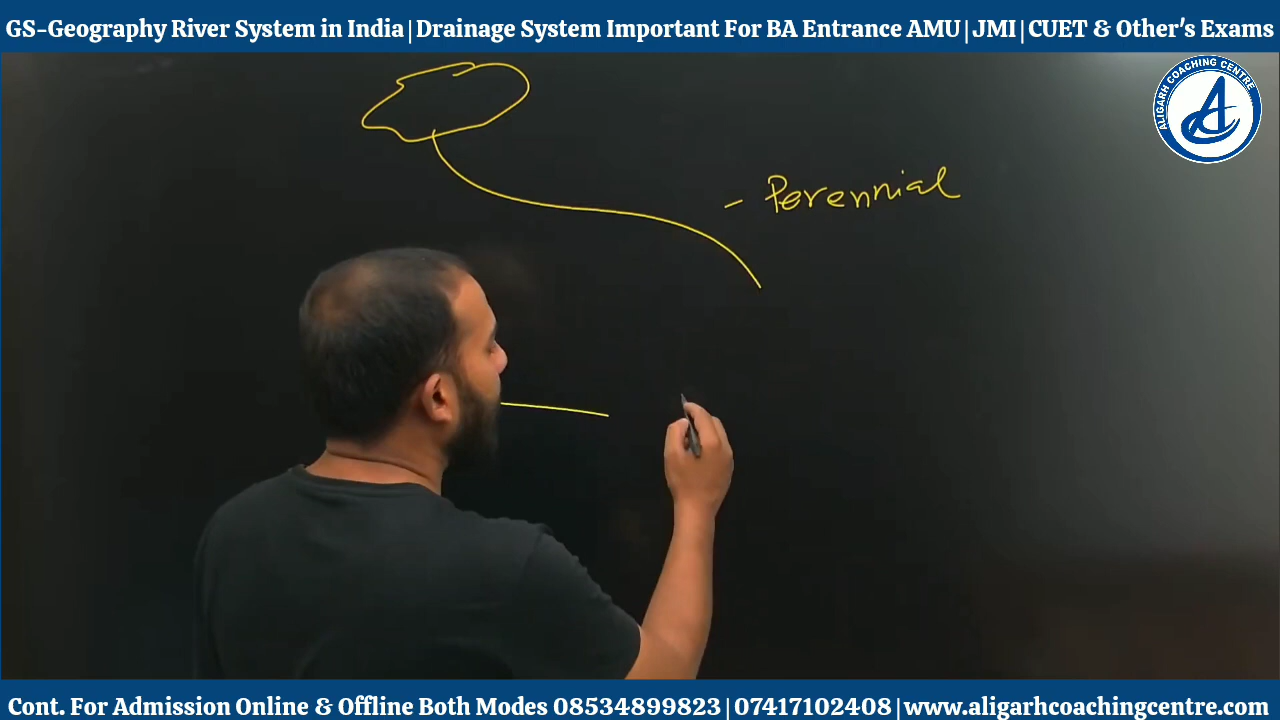 GS-Geography River System in India|Drainage System Important For BA Entrance AMU|JMI|CUET & Other's Exams
ALIGARH COACHING CENTRE
A
- Perennial
Cont. For Admission Online & Offline Both Modes 08534899823|07417102408|www.aligarhcoachingcentre.com